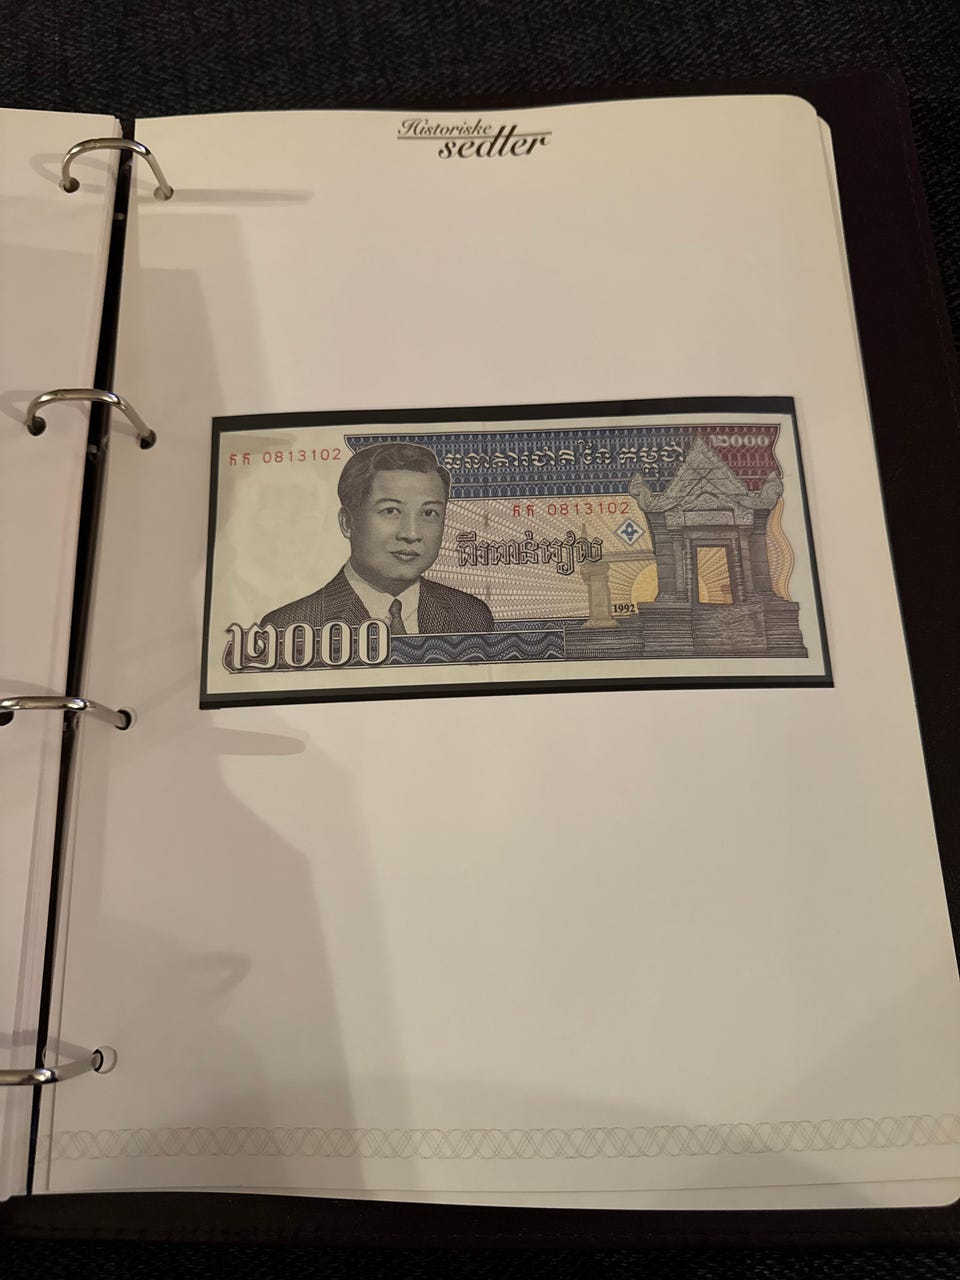 Historiske
sedler
កក 0813102
ធនាគារជាតិ នៃ កម្ពុជា
២០០០
កក 0813102
ពីរពាន់រៀល
1992
២០០០